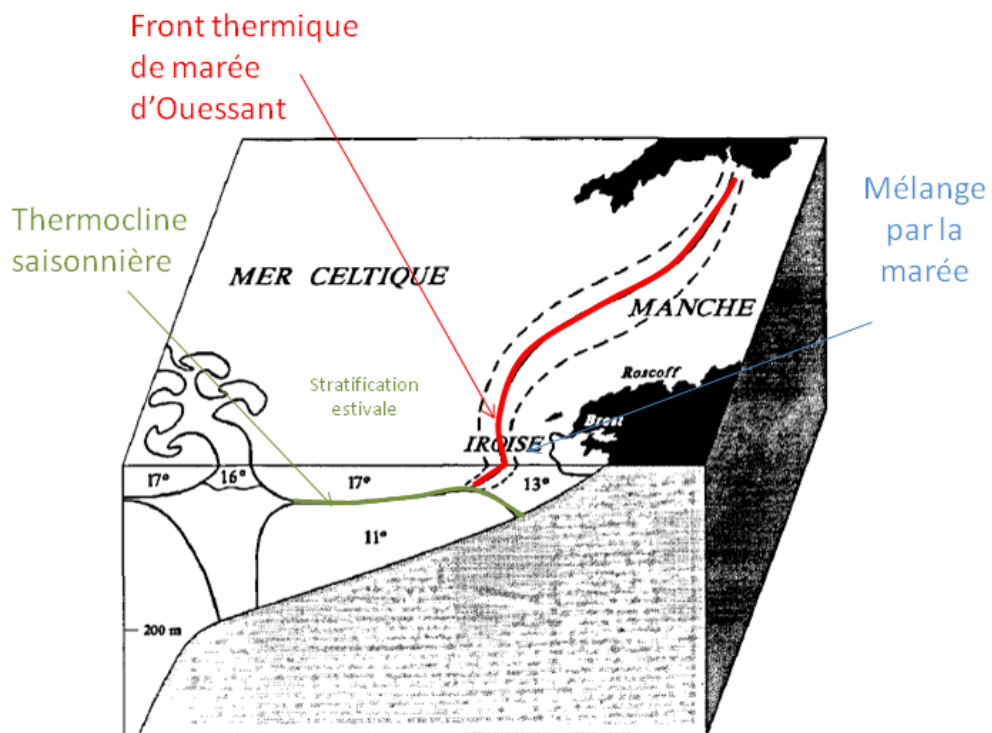 Front thermique
de marée
d'Ouessant
Mélange
par la
marée
Thermocline
saisonnière
MER CELTIQUE
MANCHE
Stratification
estivale
Roscoff
Brest
IROISE
17° 16° 17° 13°
11°
200 m